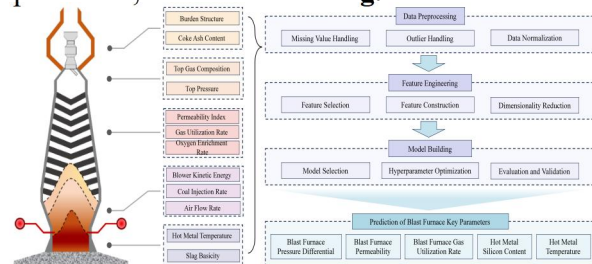 Burden Structure
Coke Ash Content
Top Gas Composition
Top Pressure
Permeability Index
Gas Utilization Rate
Oxygen Enrichment
Rate
Blower Kinetic Energy
Coal Injection Rate
Air Flow Rate
Hot Metal Temperature
Slag Basicity
Data Preprocessing
Missing Value Handling
Outlier Handling
Data Normalization
Feature Engineering
Feature Selection
Feature Construction
Dimensionality Reduction
Model Building
Model Selection
Hyperparameter Optimization
Evaluation and Validation
Prediction of Blast Furnace Key Parameters
Blast Furnace
Pressure Differential
Blast Furnace
Permeability
Blast Furnace Gas
Utilization Rate
Hot Metal
Silicon Content
Hot Metal
Temperature